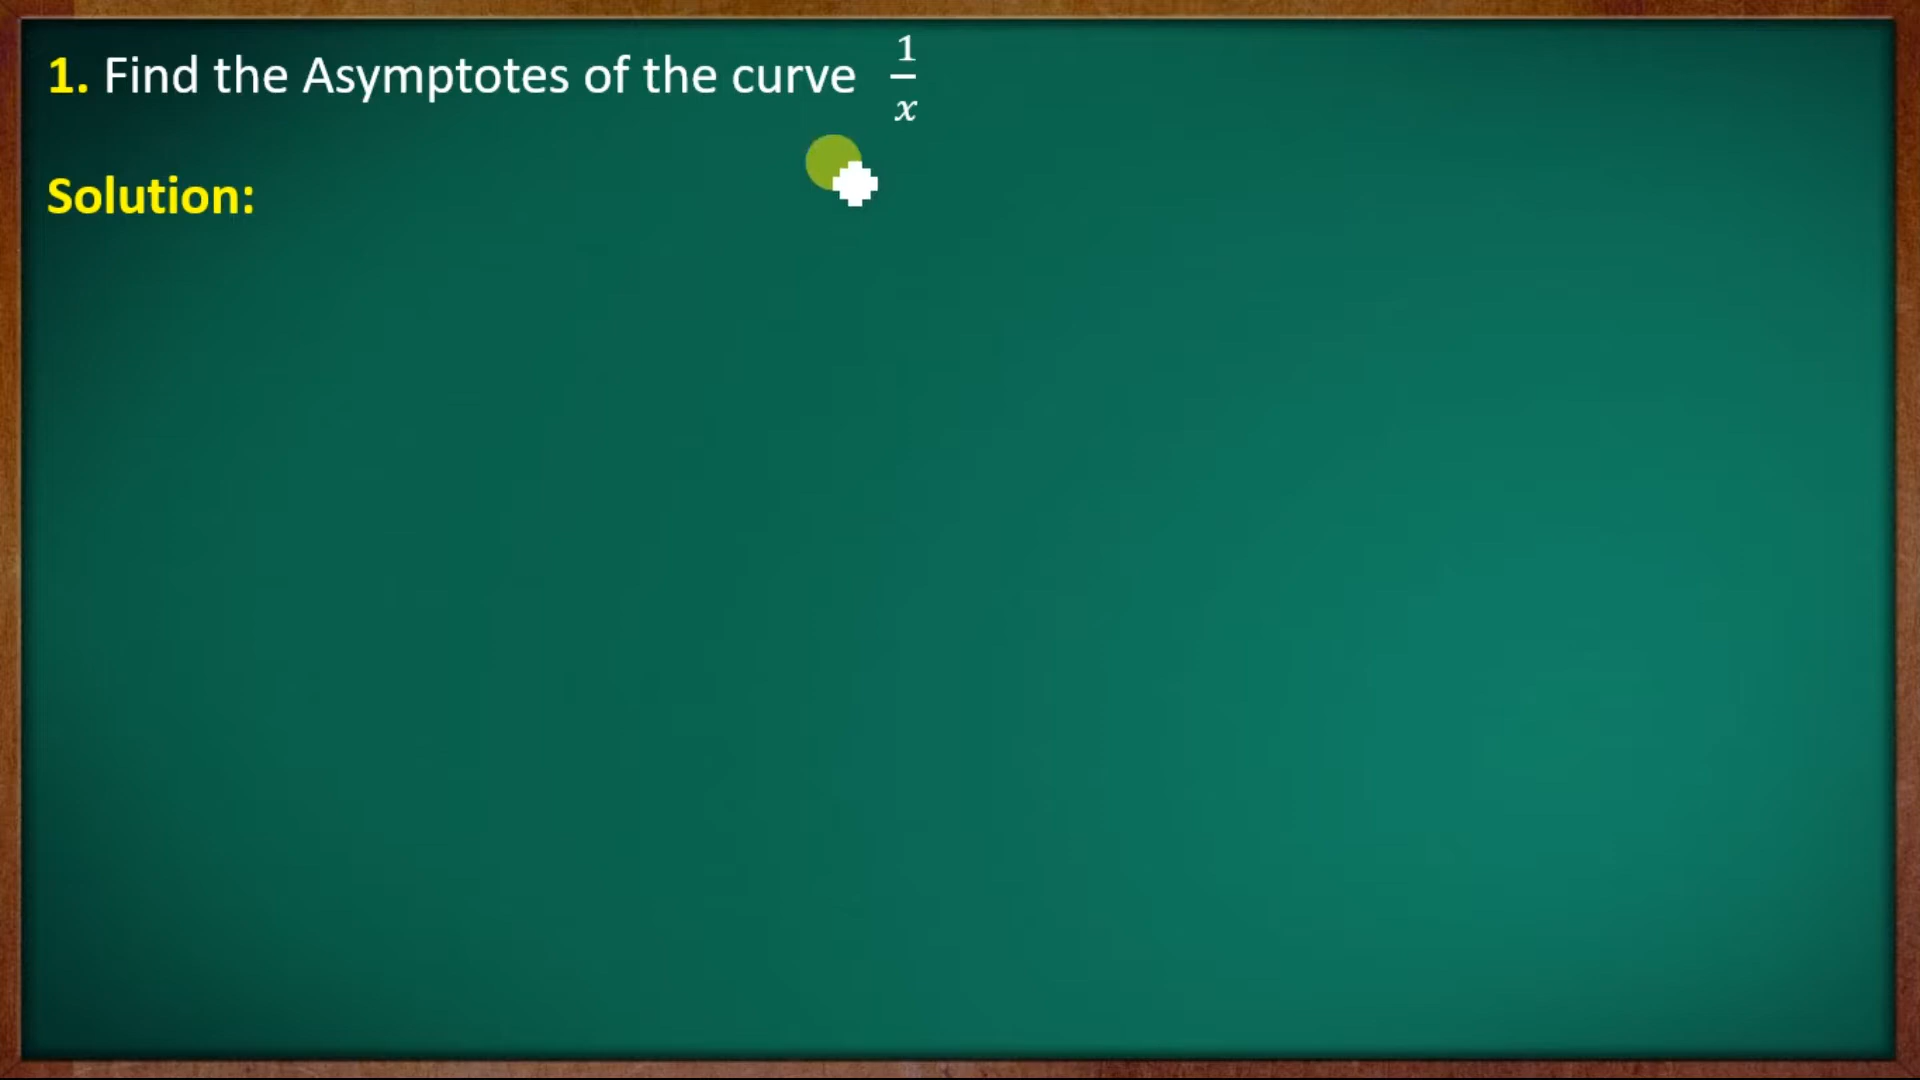 1. Find the Asymptotes of the curve 1/x
Solution: